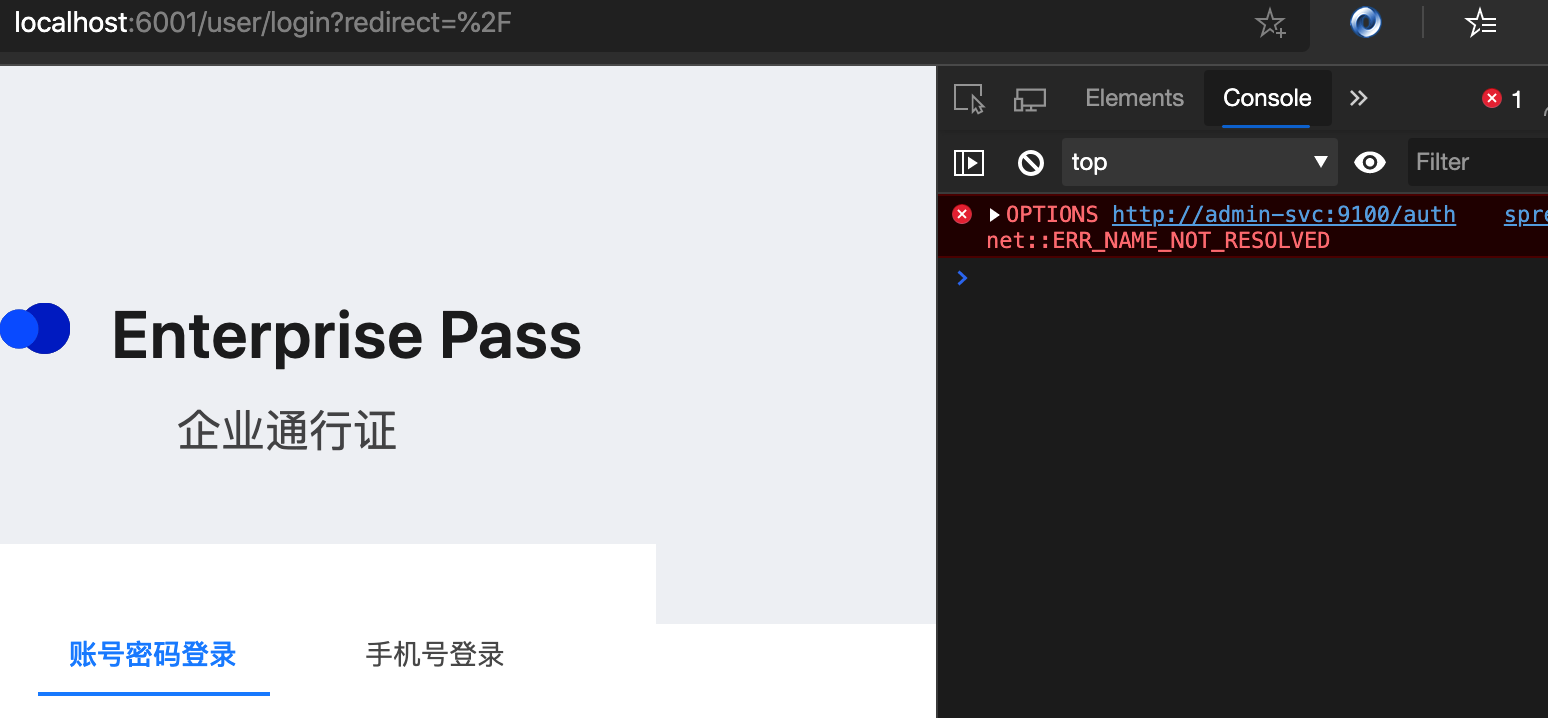 localhost:6001/user/login?redirect=%2F
Elements Console 1
top Filter
OPTIONS http://admin-svc:9100/auth
net::ERR_NAME_NOT_RESOLVED
Enterprise Pass
企业通行证
账号密码登录 手机号登录